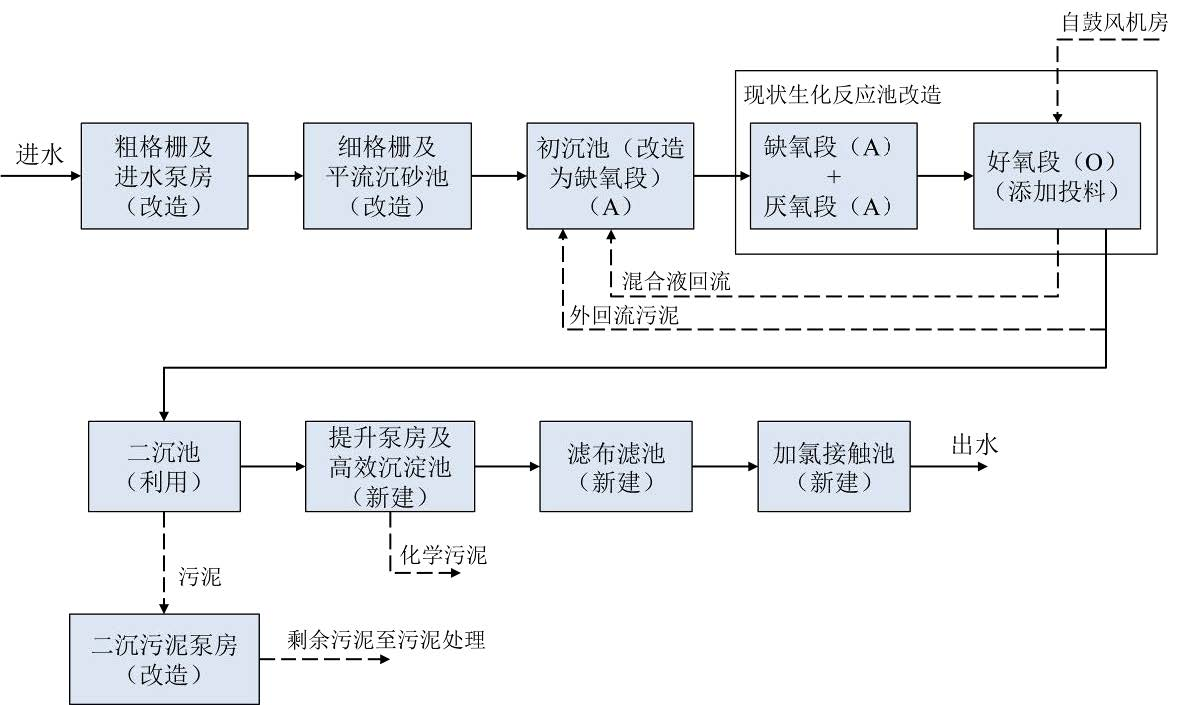 自鼓风机房
现状生化反应池改造
进水
粗格栅及
进水泵房
（改造）
细格栅及
平流沉砂池
（改造）
初沉池（改造
为缺氧段）
（A）
缺氧段（A）
+
厌氧段（A）
好氧段（O）
（添加投料）
混合液回流
外回流污泥
二沉池
（利用）
提升泵房及
高效沉淀池
（新建）
滤布滤池
（新建）
加氯接触池
（新建）
出水
化学污泥
污泥
二沉污泥泵房
（改造）
剩余污泥至污泥处理